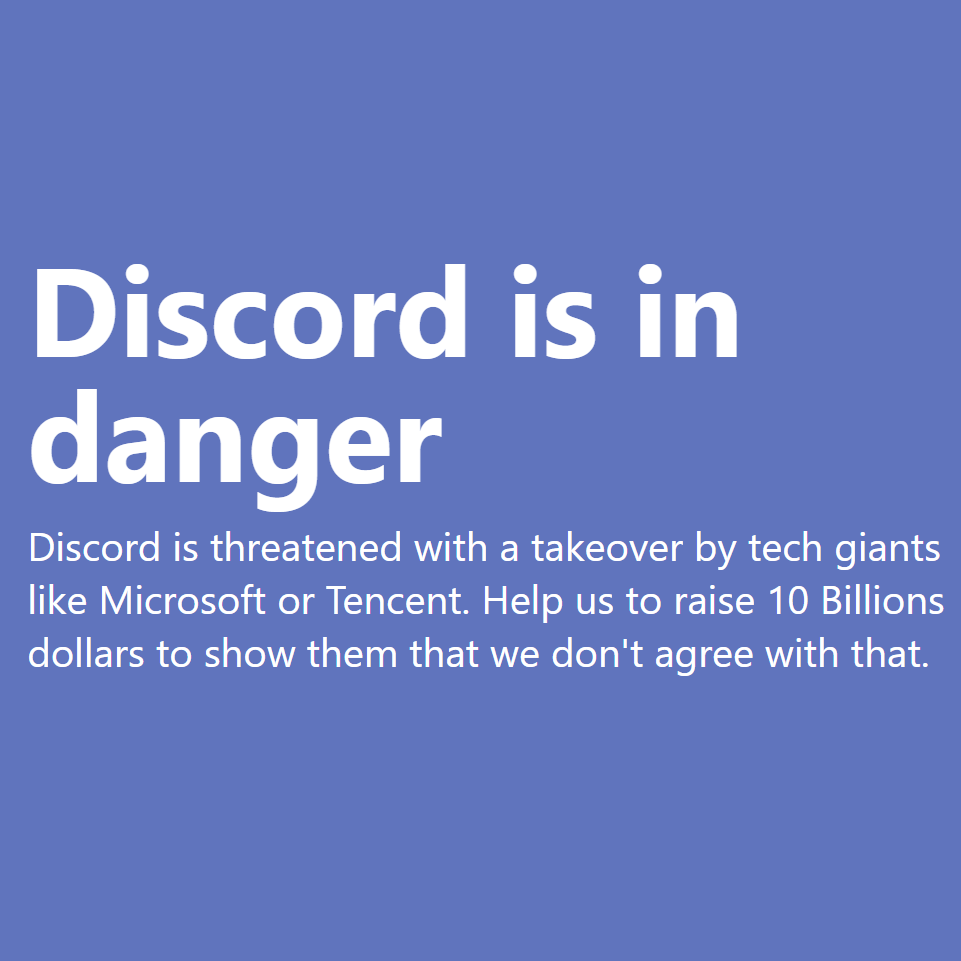 Discord is in
danger
Discord is threatened with a takeover by tech giants
like Microsoft or Tencent. Help us to raise 10 Billions
dollars to show them that we don't agree with that.